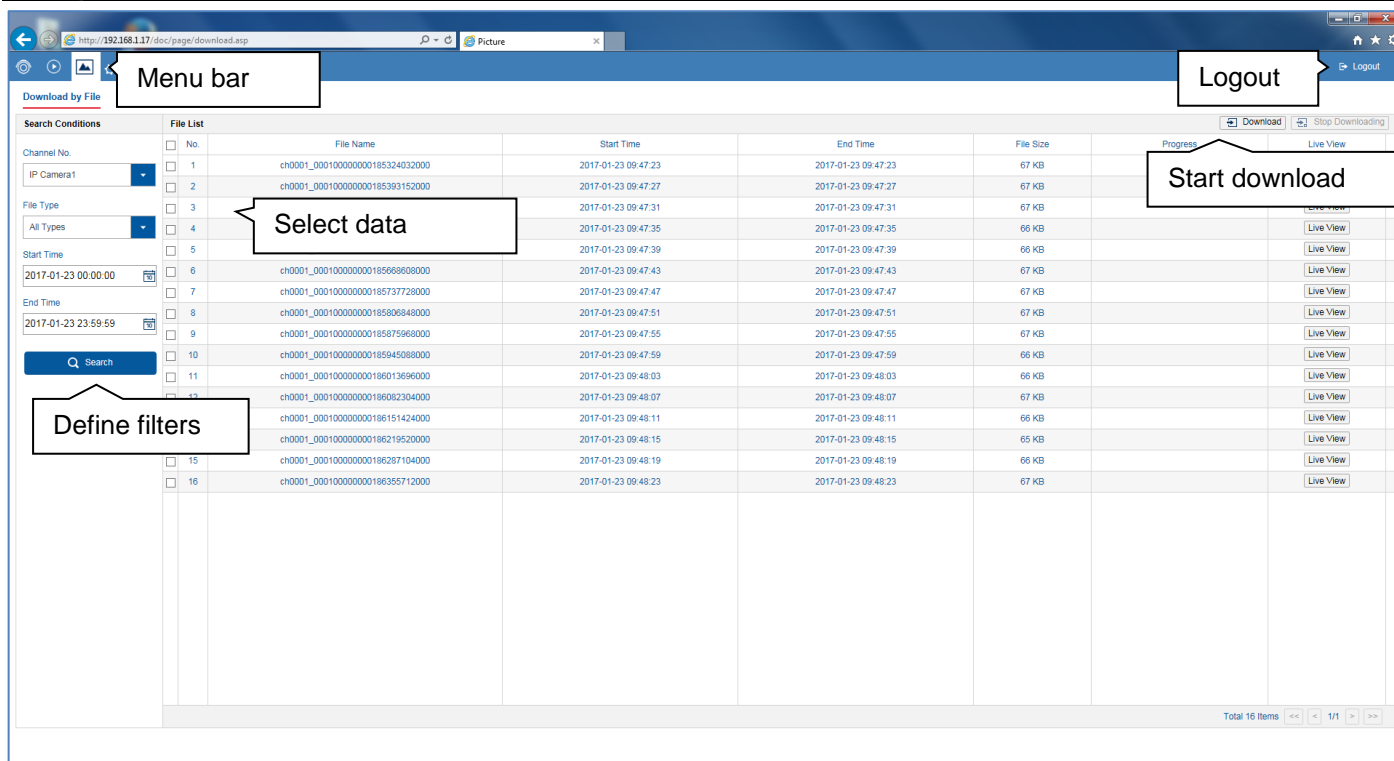 http://192.168.1.17/doc/page/download.asp Picture
Menu bar Logout Logout
Download by File
Search Conditions File List Download Stop Downloading
No. File Name Start Time End Time File Size Progress Live View
Channel No.
IP Camera1
File Type
All Types
Start Time
2017-01-23 00:00:00
End Time
2017-01-23 23:59:59
Search
Define filters
Select data
Start download
1 ch0001_000100000000185324032000 2017-01-23 09:47:23 2017-01-23 09:47:23 67 KB
2 ch0001_000100000000185393152000 2017-01-23 09:47:27 2017-01-23 09:47:27 67 KB
3 2017-01-23 09:47:31 2017-01-23 09:47:31 67 KB Live View
4 2017-01-23 09:47:35 2017-01-23 09:47:35 66 KB Live View
5 2017-01-23 09:47:39 2017-01-23 09:47:39 66 KB Live View
6 ch0001_000100000000185668608000 2017-01-23 09:47:43 2017-01-23 09:47:43 67 KB Live View
7 ch0001_000100000000185737728000 2017-01-23 09:47:47 2017-01-23 09:47:47 67 KB Live View
8 ch0001_000100000000185806848000 2017-01-23 09:47:51 2017-01-23 09:47:51 67 KB Live View
9 ch0001_000100000000185875968000 2017-01-23 09:47:55 2017-01-23 09:47:55 67 KB Live View
10 ch0001_000100000000185945088000 2017-01-23 09:47:59 2017-01-23 09:47:59 66 KB Live View
11 ch0001_000100000000186013696000 2017-01-23 09:48:03 2017-01-23 09:48:03 66 KB Live View
12 ch0001_000100000000186082304000 2017-01-23 09:48:07 2017-01-23 09:48:07 67 KB Live View
ch0001_000100000000186151424000 2017-01-23 09:48:11 2017-01-23 09:48:11 66 KB Live View
ch0001_000100000000186219520000 2017-01-23 09:48:15 2017-01-23 09:48:15 65 KB Live View
15 ch0001_000100000000186287104000 2017-01-23 09:48:19 2017-01-23 09:48:19 66 KB Live View
16 ch0001_000100000000186355712000 2017-01-23 09:48:23 2017-01-23 09:48:23 67 KB Live View
Total 16 Items << < 1/1 > >>